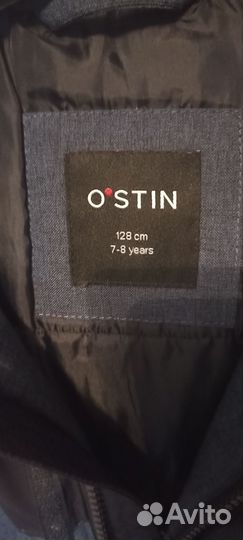 O'STIN
128 cm
7-8 years
Avito